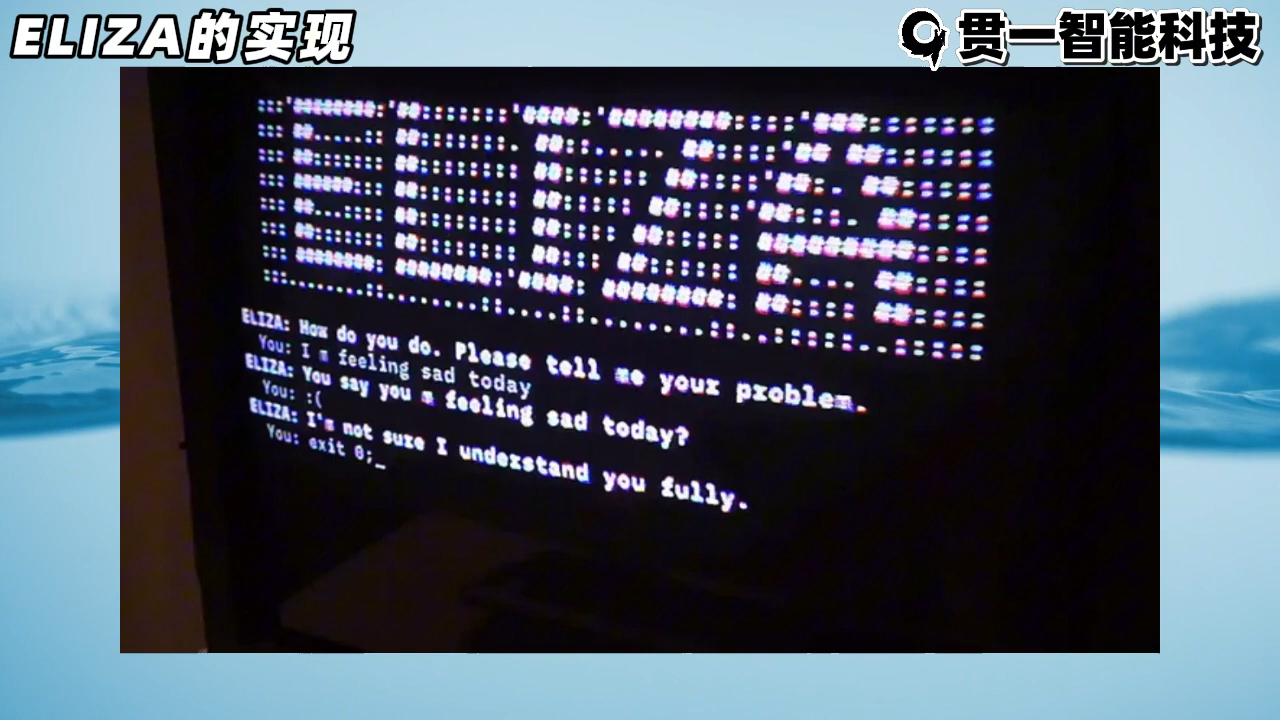 ELIZA的实现
贯一智能科技
ELIZA
ELIZA: How do you do. Please tell me your problem.
You: I m feeling sad today
ELIZA: You say you m feeling sad today?
You: :(
ELIZA: I'm not sure I understand you fully.
You: exit 0;_